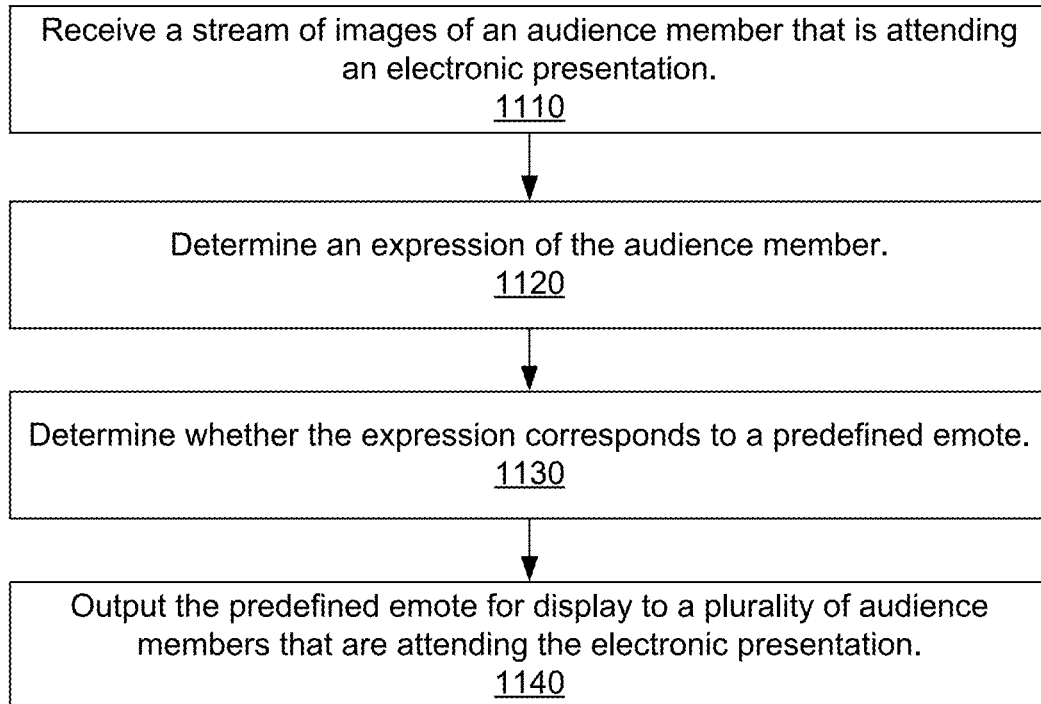 Receive a stream of images of an audience member that is attending
an electronic presentation.
1110
Determine an expression of the audience member.
1120
Determine whether the expression corresponds to a predefined emote.
1130
Output the predefined emote for display to a plurality of audience
members that are attending the electronic presentation.
1140